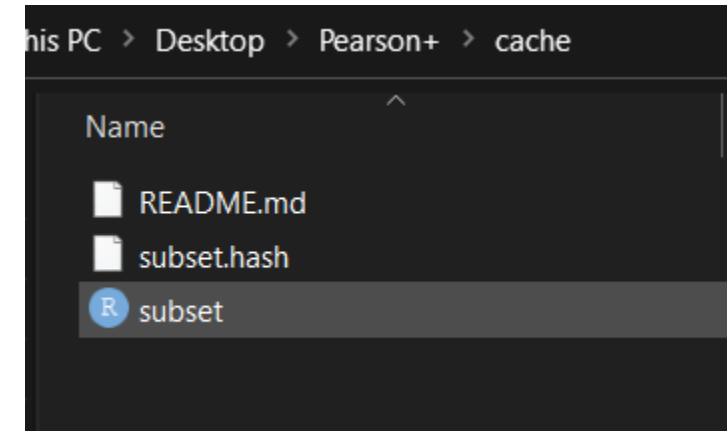 his PC > Desktop > Pearson+ > cache
Name
README.md
subset.hash
R subset